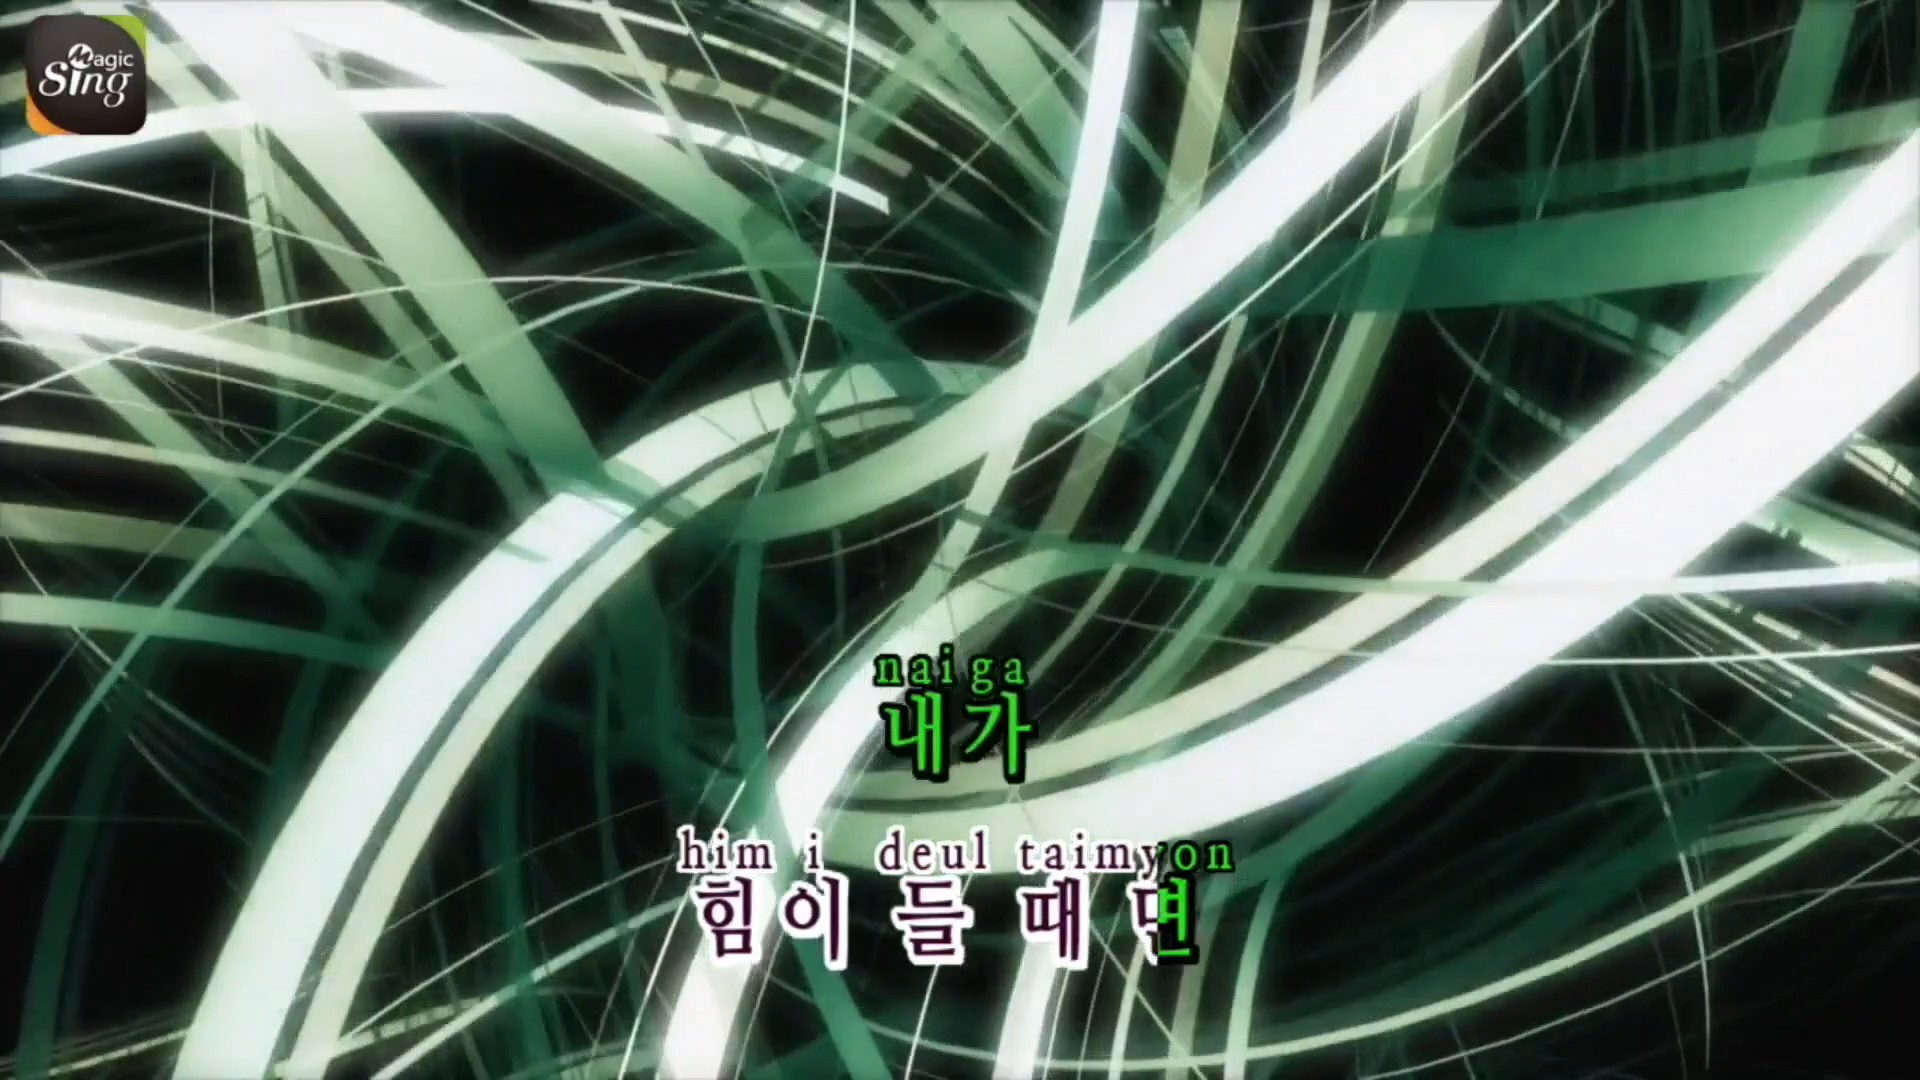 Magic
Sing
naiga
내가
him i deul taimyon
힘이 들 때면